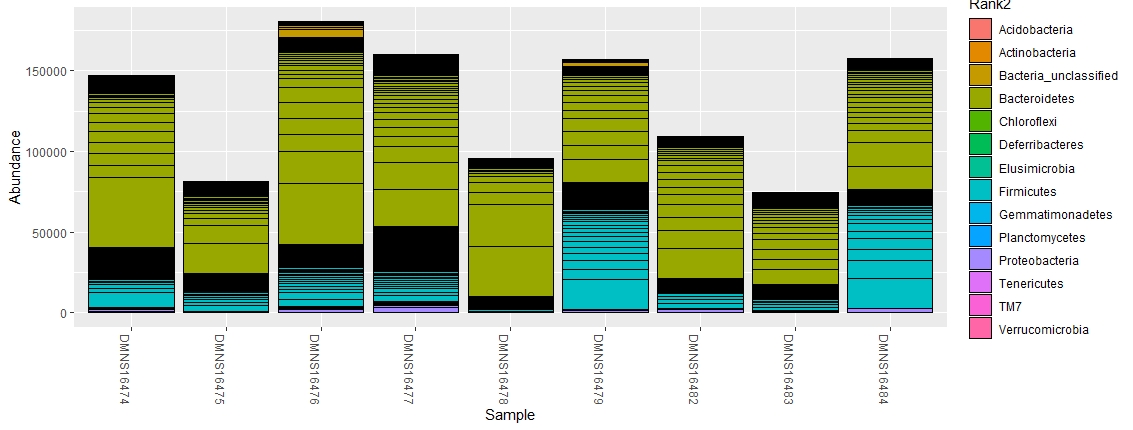 Rank2
Acidobacteria
Actinobacteria
Bacteria_unclassified
Bacteroidetes
Chloroflexi
Deferribacteres
Elusimicrobia
Firmicutes
Gemmatimonadetes
Planctomycetes
Proteobacteria
Tenericutes
TM7
Verrucomicrobia
Abundance
150000
100000
50000
0
DMNS16474
DMNS16475
DMNS16476
DMNS16477
DMNS16478
DMNS16479
DMNS16482
DMNS16483
DMNS16484
Sample